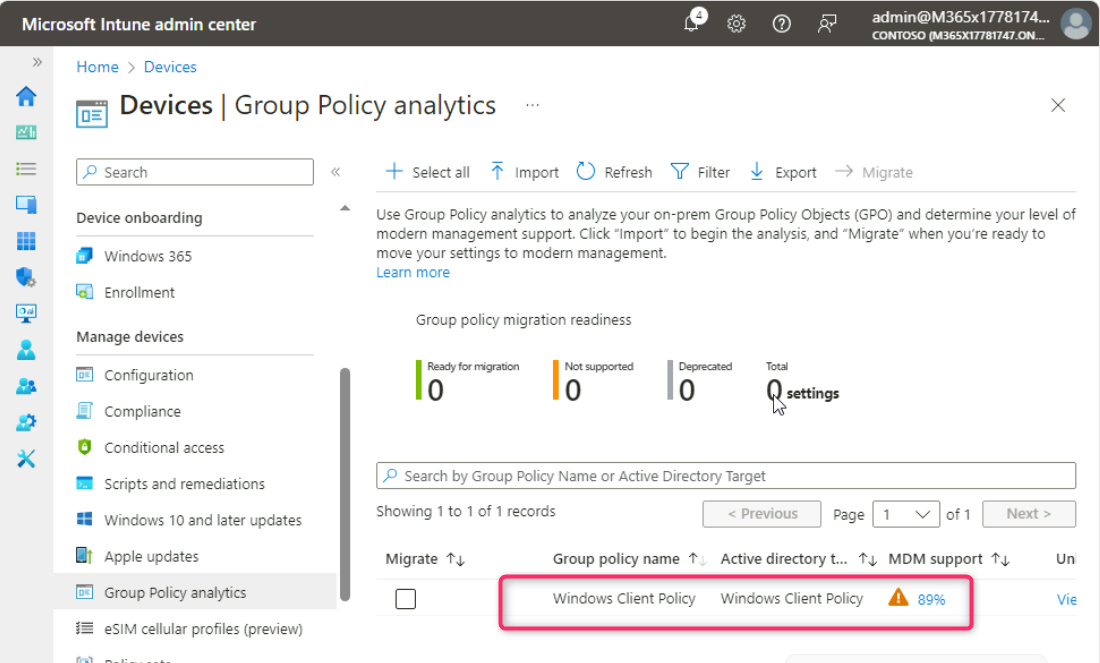 Microsoft Intune admin center
4
admin@M365x1778174...
CONTOSO (M365X17781747.ON...
Home > Devices
Devices | Group Policy analytics ...
Search
Device onboarding
Windows 365
Enrollment
Manage devices
Configuration
Compliance
Conditional access
Scripts and remediations
Windows 10 and later updates
Apple updates
Group Policy analytics
eSIM cellular profiles (preview)
Select all Import Refresh Filter Export Migrate
Use Group Policy analytics to analyze your on-prem Group Policy Objects (GPO) and determine your level of
modern management support. Click “Import” to begin the analysis, and “Migrate” when you’re ready to
move your settings to modern management.
Learn more
Group policy migration readiness
Ready for migration Not supported Deprecated Total
0 0 0 0 settings
Search by Group Policy Name or Active Directory Target
Showing 1 to 1 of 1 records < Previous Page 1 of 1 Next >
Migrate Group policy name Active directory t... MDM support Un
Windows Client Policy Windows Client Policy 89% Vie